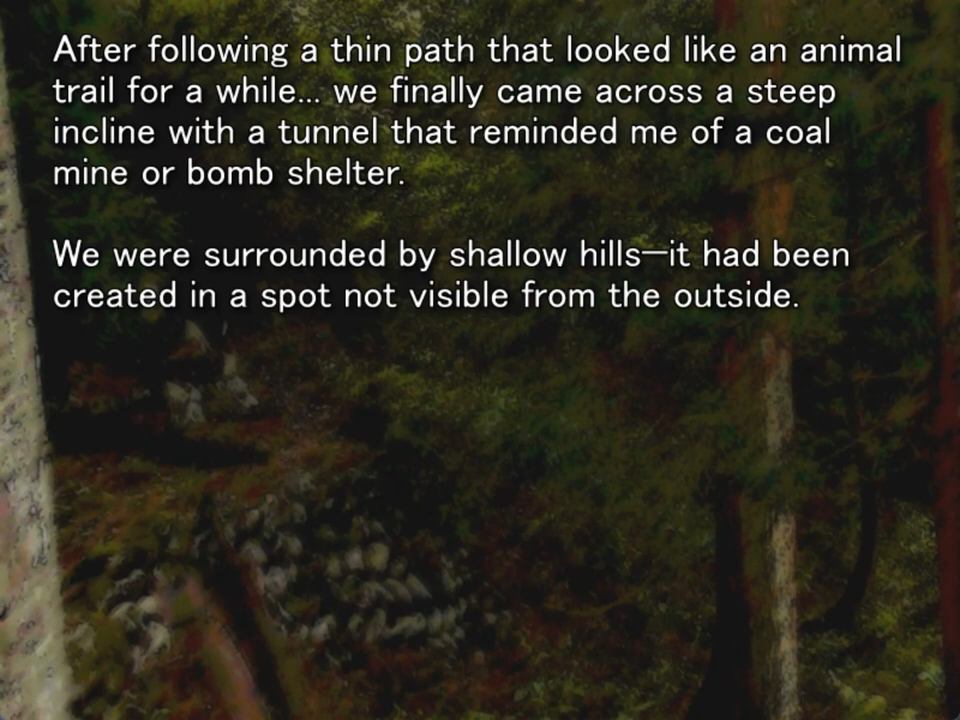 After following a thin path that looked like an animal
trail for a while... we finally came across a steep
incline with a tunnel that reminded me of a coal
mine or bomb shelter.
We were surrounded by shallow hills—it had been
created in a spot not visible from the outside.